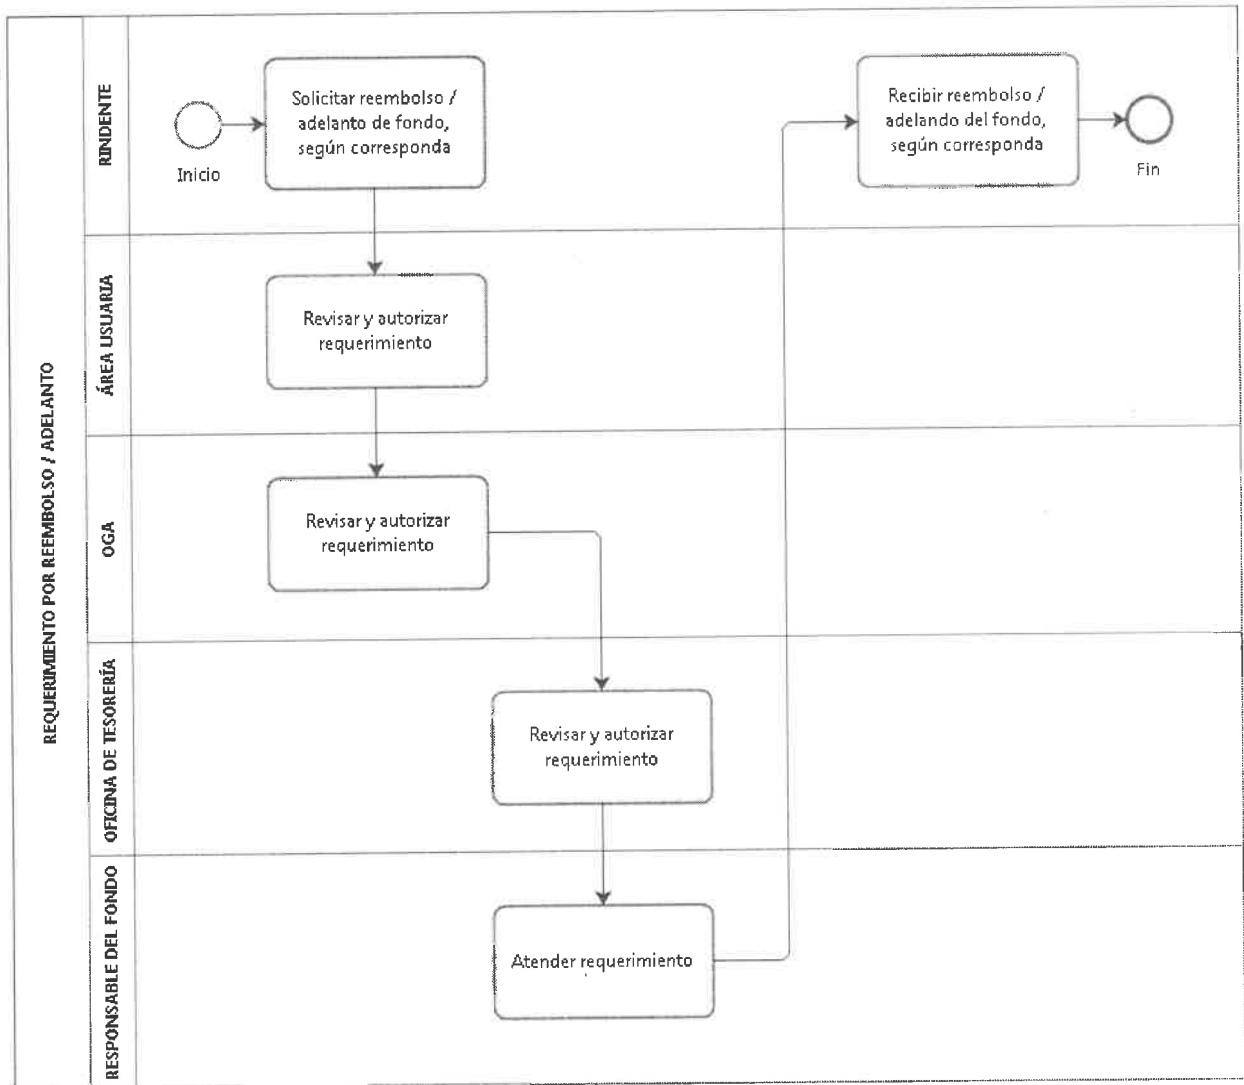 REQUERIMIENTO POR REEMBOLSO / ADELANTO
RINDENTE
Inicio
Solicitar reembolso /
adelanto de fondo,
según corresponda
Recibir reembolso /
adelando del fondo,
según corresponda
Fin
ÁREA USUARIA
Revisar y autorizar
requerimiento
OGA
Revisar y autorizar
requerimiento
OFICINA DE TESORERÍA
Revisar y autorizar
requerimiento
RESPONSABLE DEL FONDO
Atender requerimiento